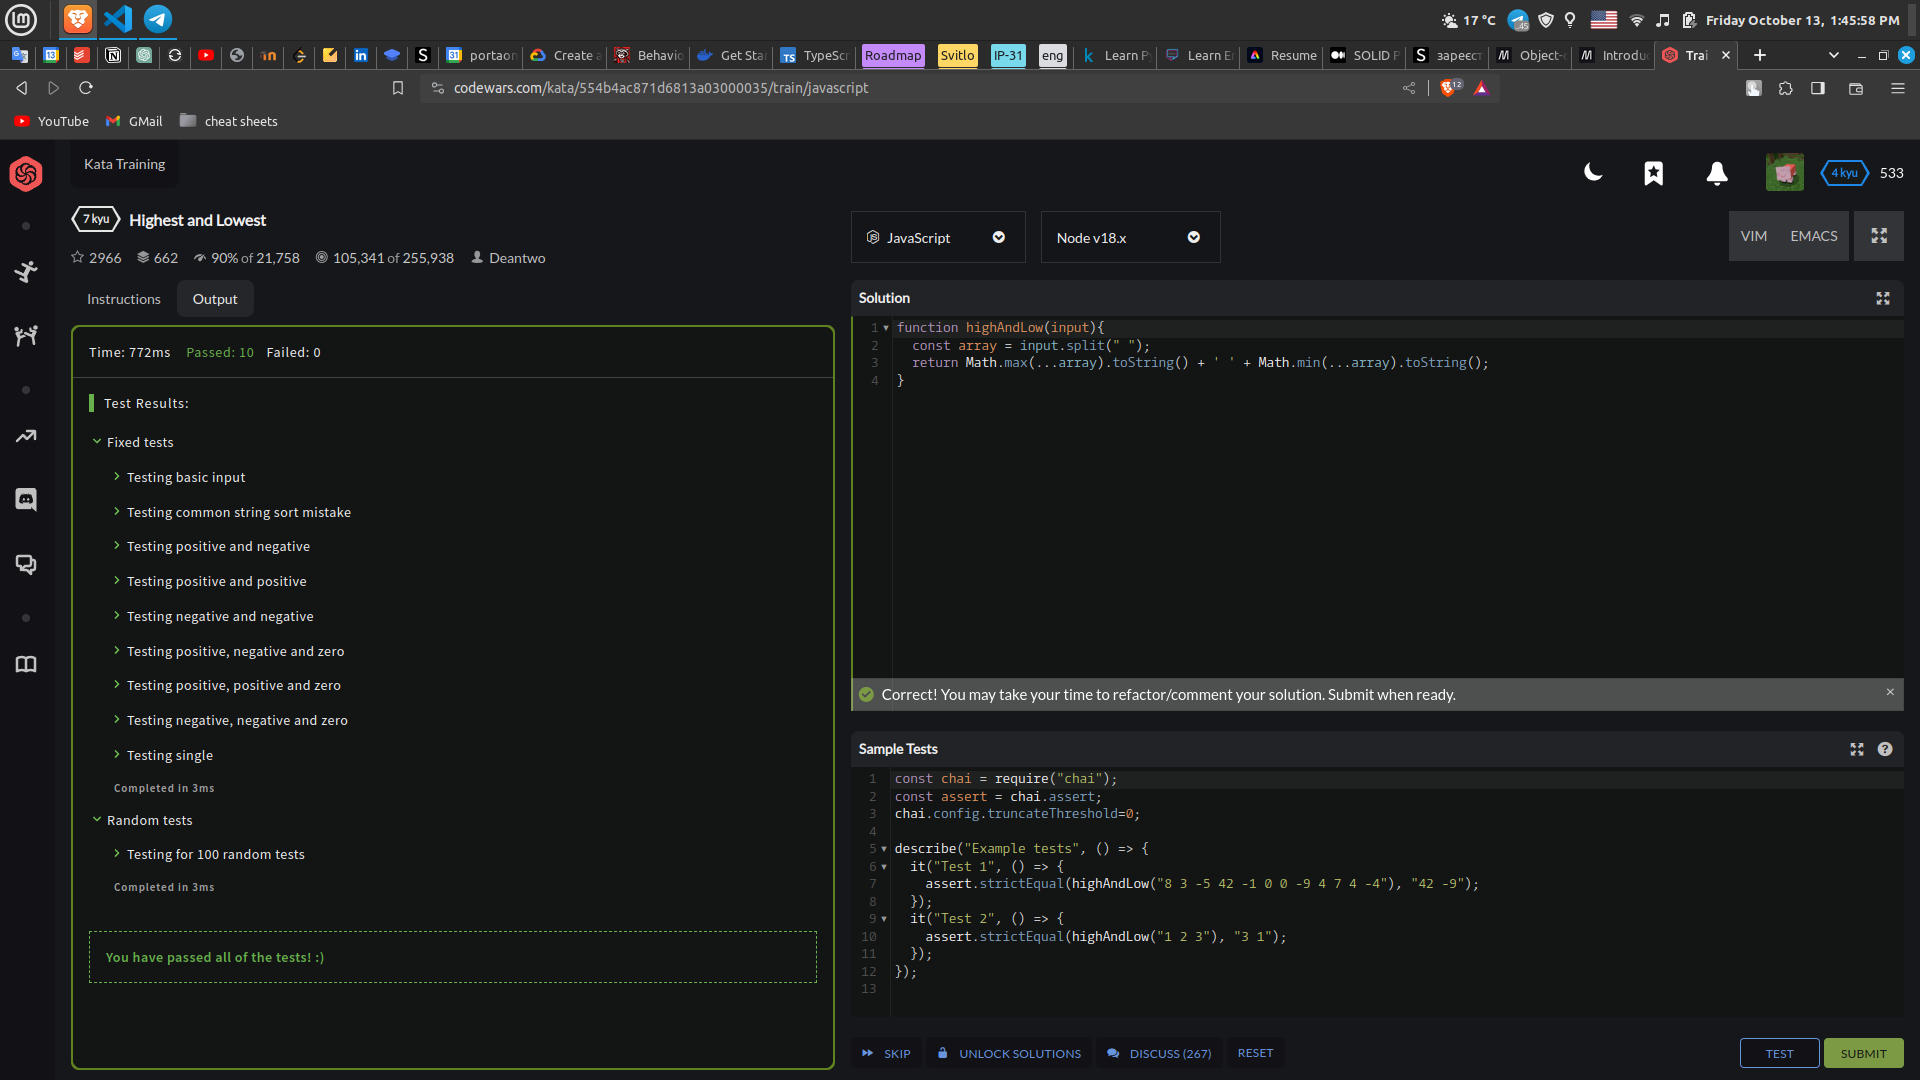 17 °C
45
Friday October 13, 1:45:58 PM
portaon
Create a
Behavio
Get Star
TypeScr
Roadmap
Svitlo
IP-31
eng
Learn P
Learn E
Resume
SOLID P
зареєст
Object-
Introduc
Trai
codewars.com/kata/554b4ac871d6813a03000035/train/javascript
12
YouTube
GMail
cheat sheets
Kata Training
4 kyu
533
7 kyu
Highest and Lowest
2966
662
90% of 21,758
105,341 of 255,938
Deantwo
JavaScript
Node v18.x
VIM
EMACS
Instructions
Output
Time: 772ms Passed: 10 Failed: 0
Test Results:
Fixed tests
Testing basic input
Testing common string sort mistake
Testing positive and negative
Testing positive and positive
Testing negative and negative
Testing positive, negative and zero
Testing positive, positive and zero
Testing negative, negative and zero
Testing single
Completed in 3ms
Random tests
Testing for 100 random tests
Completed in 3ms
You have passed all of the tests! :)
Solution
1 function highAndLow(input){
2 const array = input.split(" ");
3 return Math.max(...array).toString() + ' ' + Math.min(...array).toString();
4 }
Correct! You may take your time to refactor/comment your solution. Submit when ready.
Sample Tests
1 const chai = require("chai");
2 const assert = chai.assert;
3 chai.config.truncateThreshold=0;
4
5 describe("Example tests", () => {
6 it("Test 1", () => {
7 assert.strictEqual(highAndLow("8 3 -5 42 -1 0 0 -9 4 7 4 -4"), "42 -9");
8 });
9 it("Test 2", () => {
10 assert.strictEqual(highAndLow("1 2 3"), "3 1");
11 });
12 });
13
SKIP
UNLOCK SOLUTIONS
DISCUSS (267)
RESET
TEST
SUBMIT